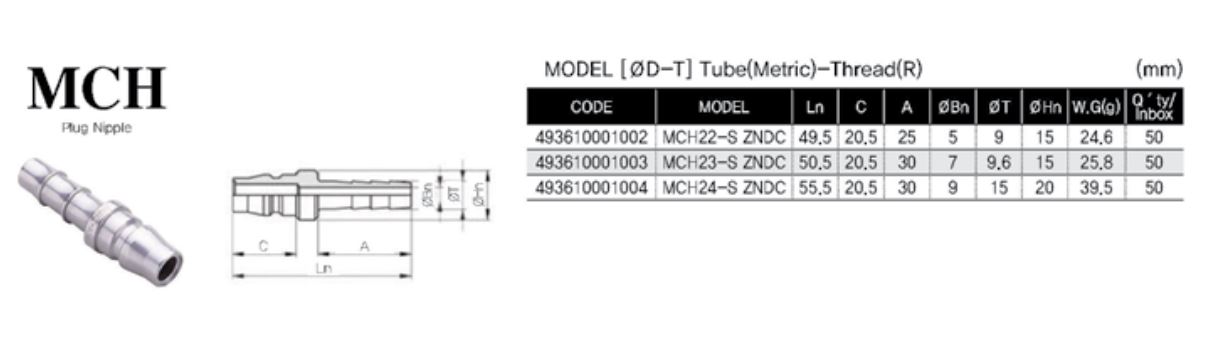 MCH
Plug Nipple
ØBn
ØT
ØHn
C
A
Ln
MODEL [ØD-T] Tube(Metric)-Thread(R) (mm)
CODE MODEL Ln C A ØBn ØT ØHn W.G(g) Q´ty/Inbox
493610001002 MCH22-S ZNDC 49.5 20.5 25 5 9 15 24.6 50
493610001003 MCH23-S ZNDC 50.5 20.5 30 7 9.6 15 25.8 50
493610001004 MCH24-S ZNDC 55.5 20.5 30 9 15 20 39.5 50